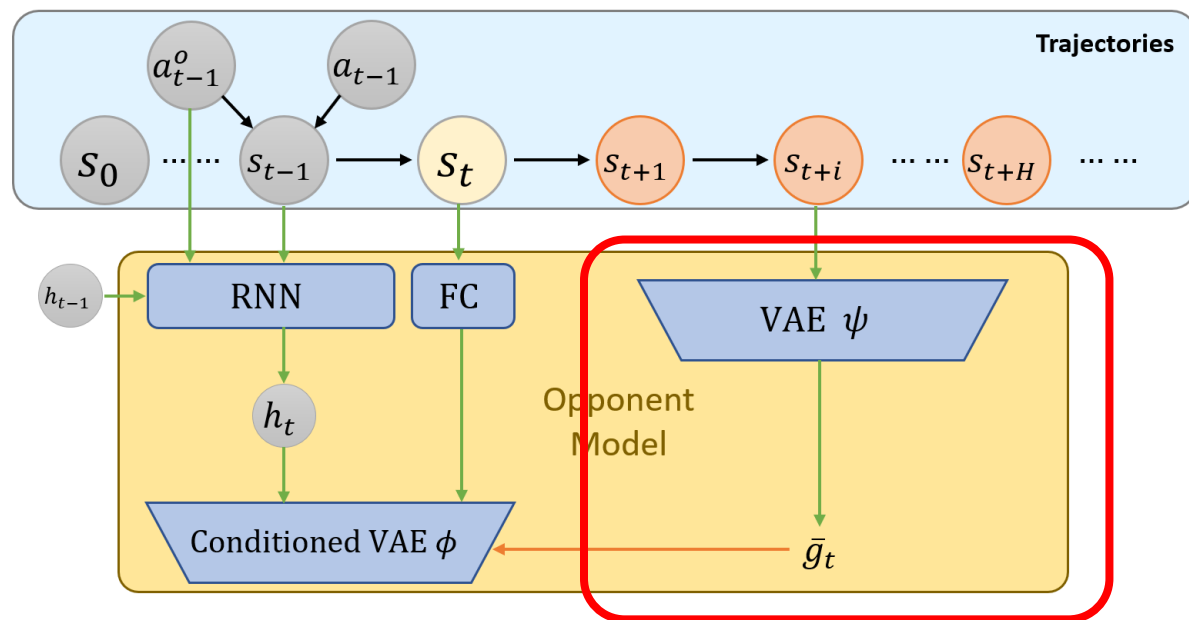 Trajectories
a^o_{t−1} a_{t−1}
s_0 ... ... s_{t−1} s_t s_{t+1} s_{t+i} ... ... s_{t+H} ... ...
h_{t−1} RNN FC
VAE ψ
h_t
Opponent
Model
Conditioned VAE ϕ
ḡ_t